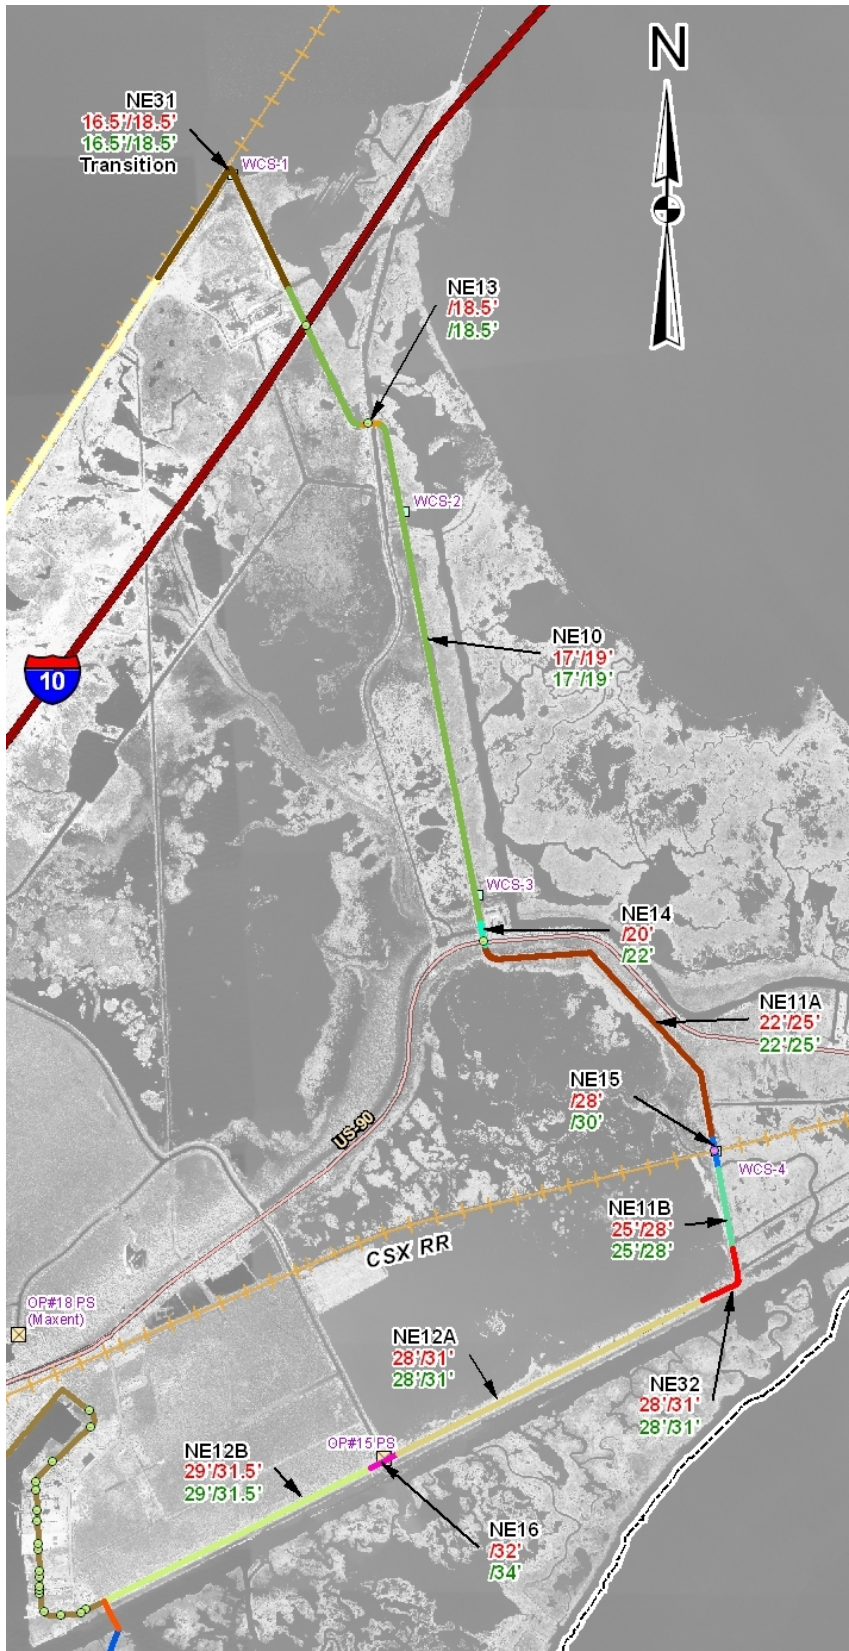 N
NE31
16.5'/18.5'
16.5'/18.5'
Transition
WCS-1
NE13
/18.5'
/18.5'
WCS-2
NE10
17'/19'
17'/19'
10
WCS-3
NE14
/20'
/22'
NE11A
22'/25'
22'/25'
NE15
/28'
/30'
US-90
WCS-4
NE11B
25'/28'
25'/28'
CSX RR
OP#18 PS
(Maxent)
NE12A
28'/31'
28'/31'
NE32
28'/31'
28'/31'
OP#15 PS
NE12B
29'/31.5'
29'/31.5'
NE16
/32'
/34'